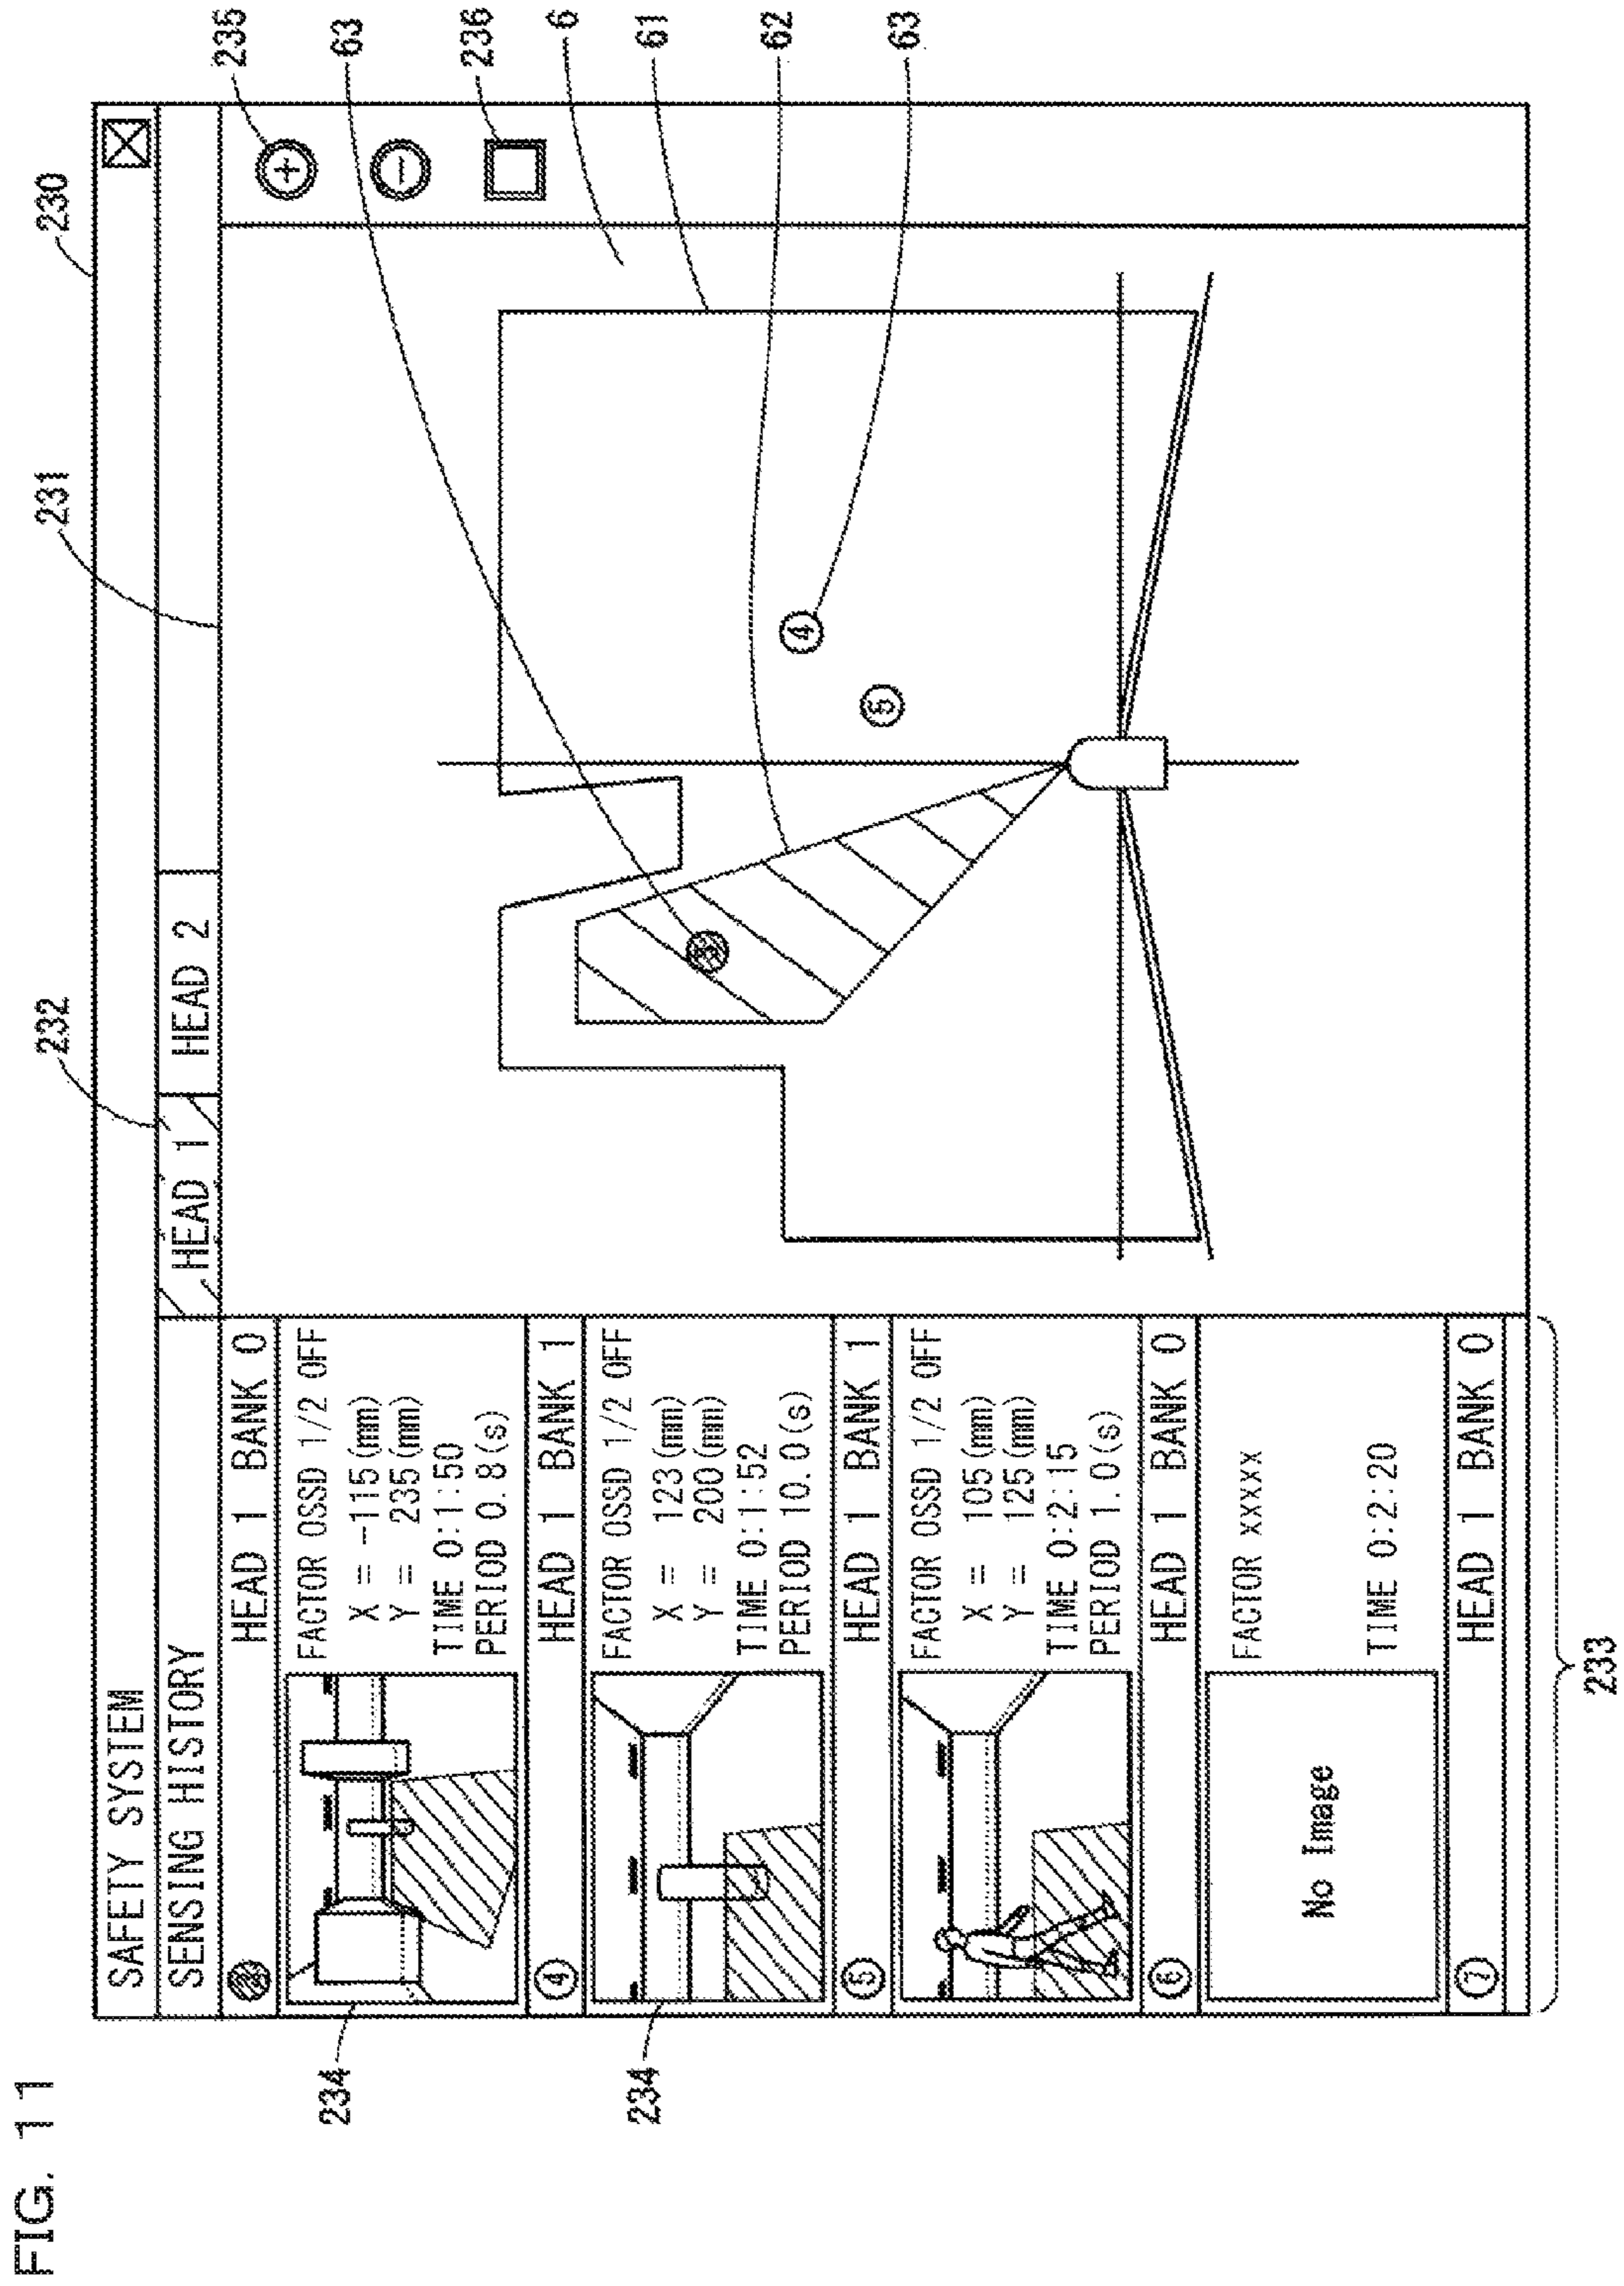 FIG. 11
230
231
232
SAFETY SYSTEM
SENSING HISTORY
HEAD 1
HEAD 2
HEAD 1 BANK 0
FACTOR OSSD 1/2 OFF
X = -115(mm)
Y = 235(mm)
TIME 0:1:50
PERIOD 0.8(s)
④ HEAD 1 BANK 1
FACTOR OSSD 1/2 OFF
X = 123(mm)
Y = 200(mm)
TIME 0:1:52
PERIOD 10.0(s)
⑤ HEAD 1 BANK 1
FACTOR OSSD 1/2 OFF
X = 105(mm)
Y = 125(mm)
TIME 0:2:15
PERIOD 1.0(s)
⑥ HEAD 1 BANK 0
No Image
FACTOR xxxxx
TIME 0:2:20
⑦ HEAD 1 BANK 0
234
234
233
④
⑤
+
−
235
63
236
6
61
62
63